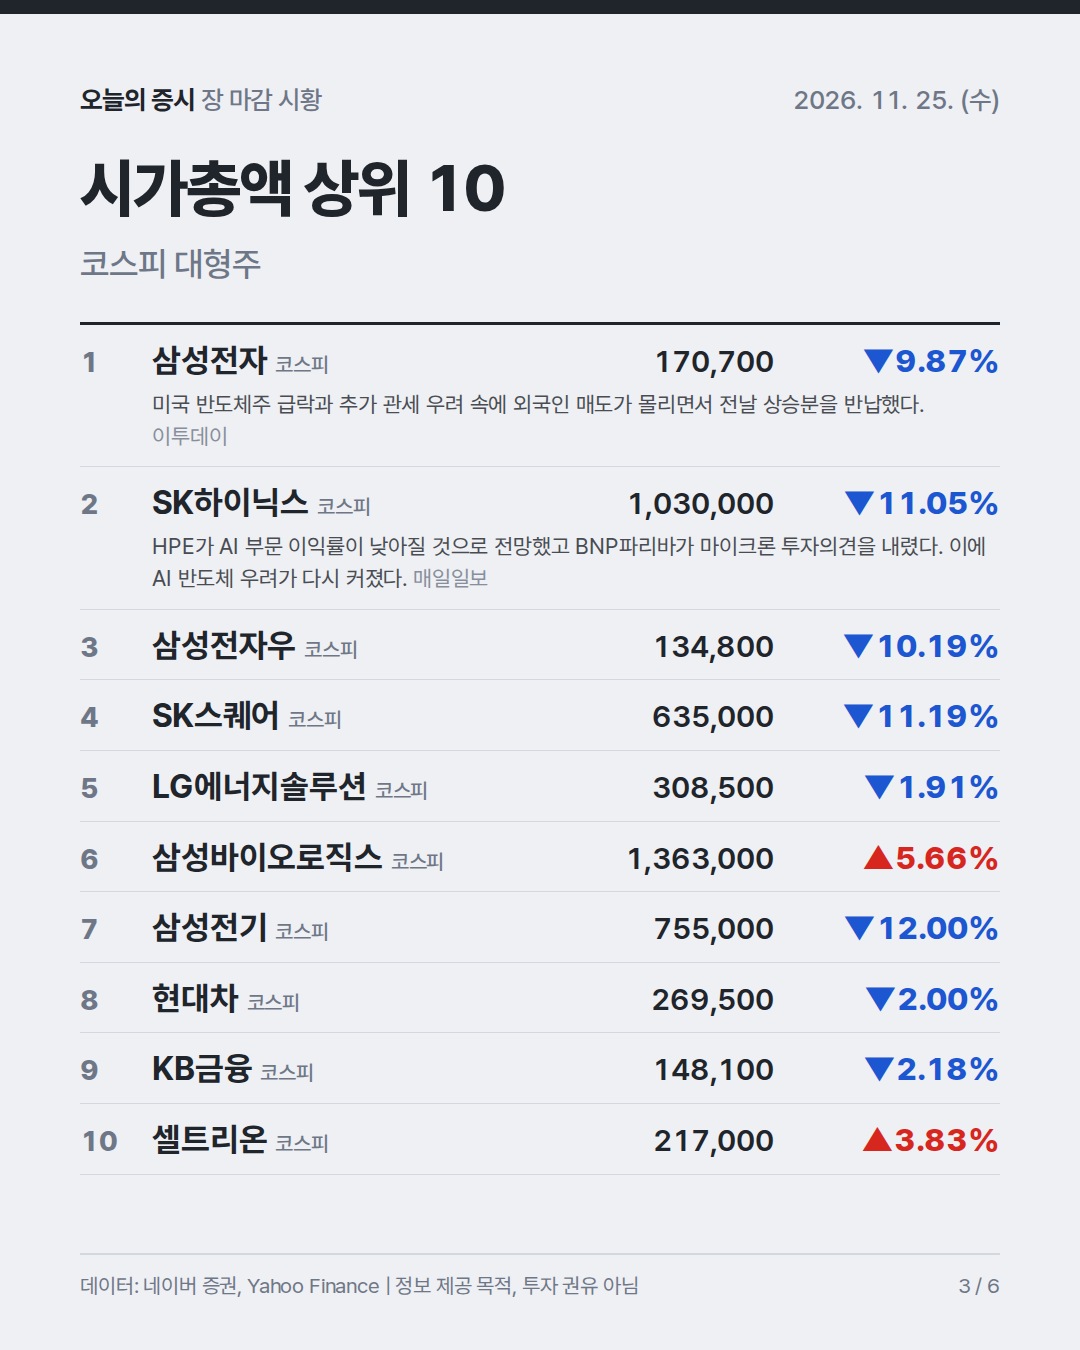 오늘의 증시 장 마감 시황
2026. 11. 25. (수)
시가총액 상위 10
코스피 대형주
1 삼성전자 코스피 170,700 ▼9.87%
미국 반도체주 급락과 추가 관세 우려 속에 외국인 매도가 몰리면서 전날 상승분을 반납했다.
이투데이
2 SK하이닉스 코스피 1,030,000 ▼11.05%
HPE가 AI 부문 이익률이 낮아질 것으로 전망했고 BNP파리바가 마이크론 투자의견을 내렸다. 이에
AI 반도체 우려가 다시 커졌다. 매일일보
3 삼성전자우 코스피 134,800 ▼10.19%
4 SK스퀘어 코스피 635,000 ▼11.19%
5 LG에너지솔루션 코스피 308,500 ▼1.91%
6 삼성바이오로직스 코스피 1,363,000 ▲5.66%
7 삼성전기 코스피 755,000 ▼12.00%
8 현대차 코스피 269,500 ▼2.00%
9 KB금융 코스피 148,100 ▼2.18%
10 셀트리온 코스피 217,000 ▲3.83%
데이터: 네이버 증권, Yahoo Finance | 정보 제공 목적, 투자 권유 아님
3 / 6